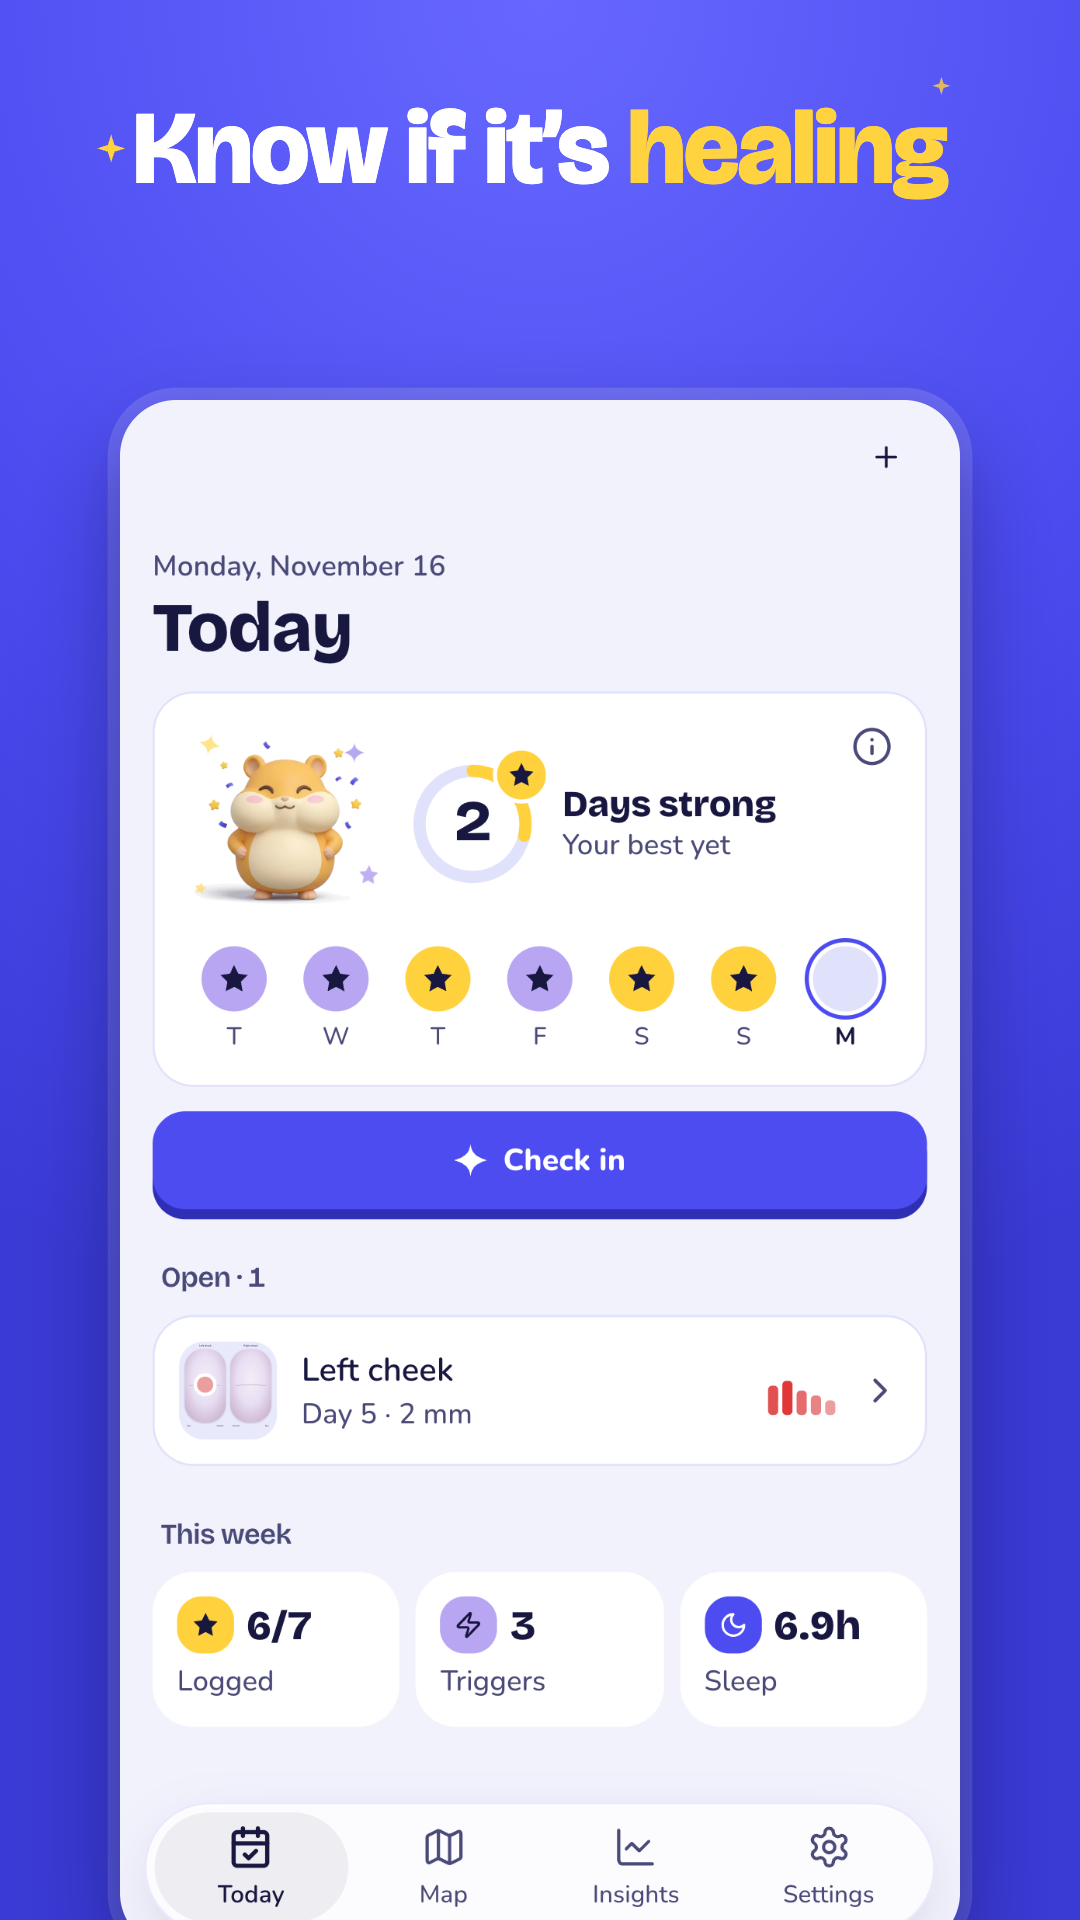 Know if it's healing
Monday, November 16
Today
2
Days strong
Your best yet
T W T F S S M
Check in
Open · 1
Left cheek
Day 5 · 2 mm
This week
6/7
Logged
3
Triggers
6.9h
Sleep
Today Map Insights Settings